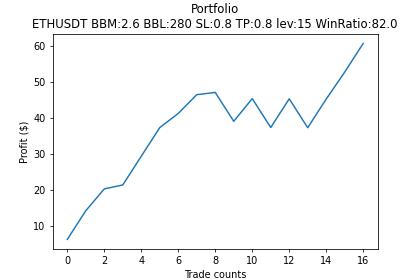 Portfolio
ETHUSDT BBM:2.6 BBL:280 SL:0.8 TP:0.8 lev:15 WinRatio:82.0
60
50
40
30
20
10
Profit ($)
0 2 4 6 8 10 12 14 16
Trade counts